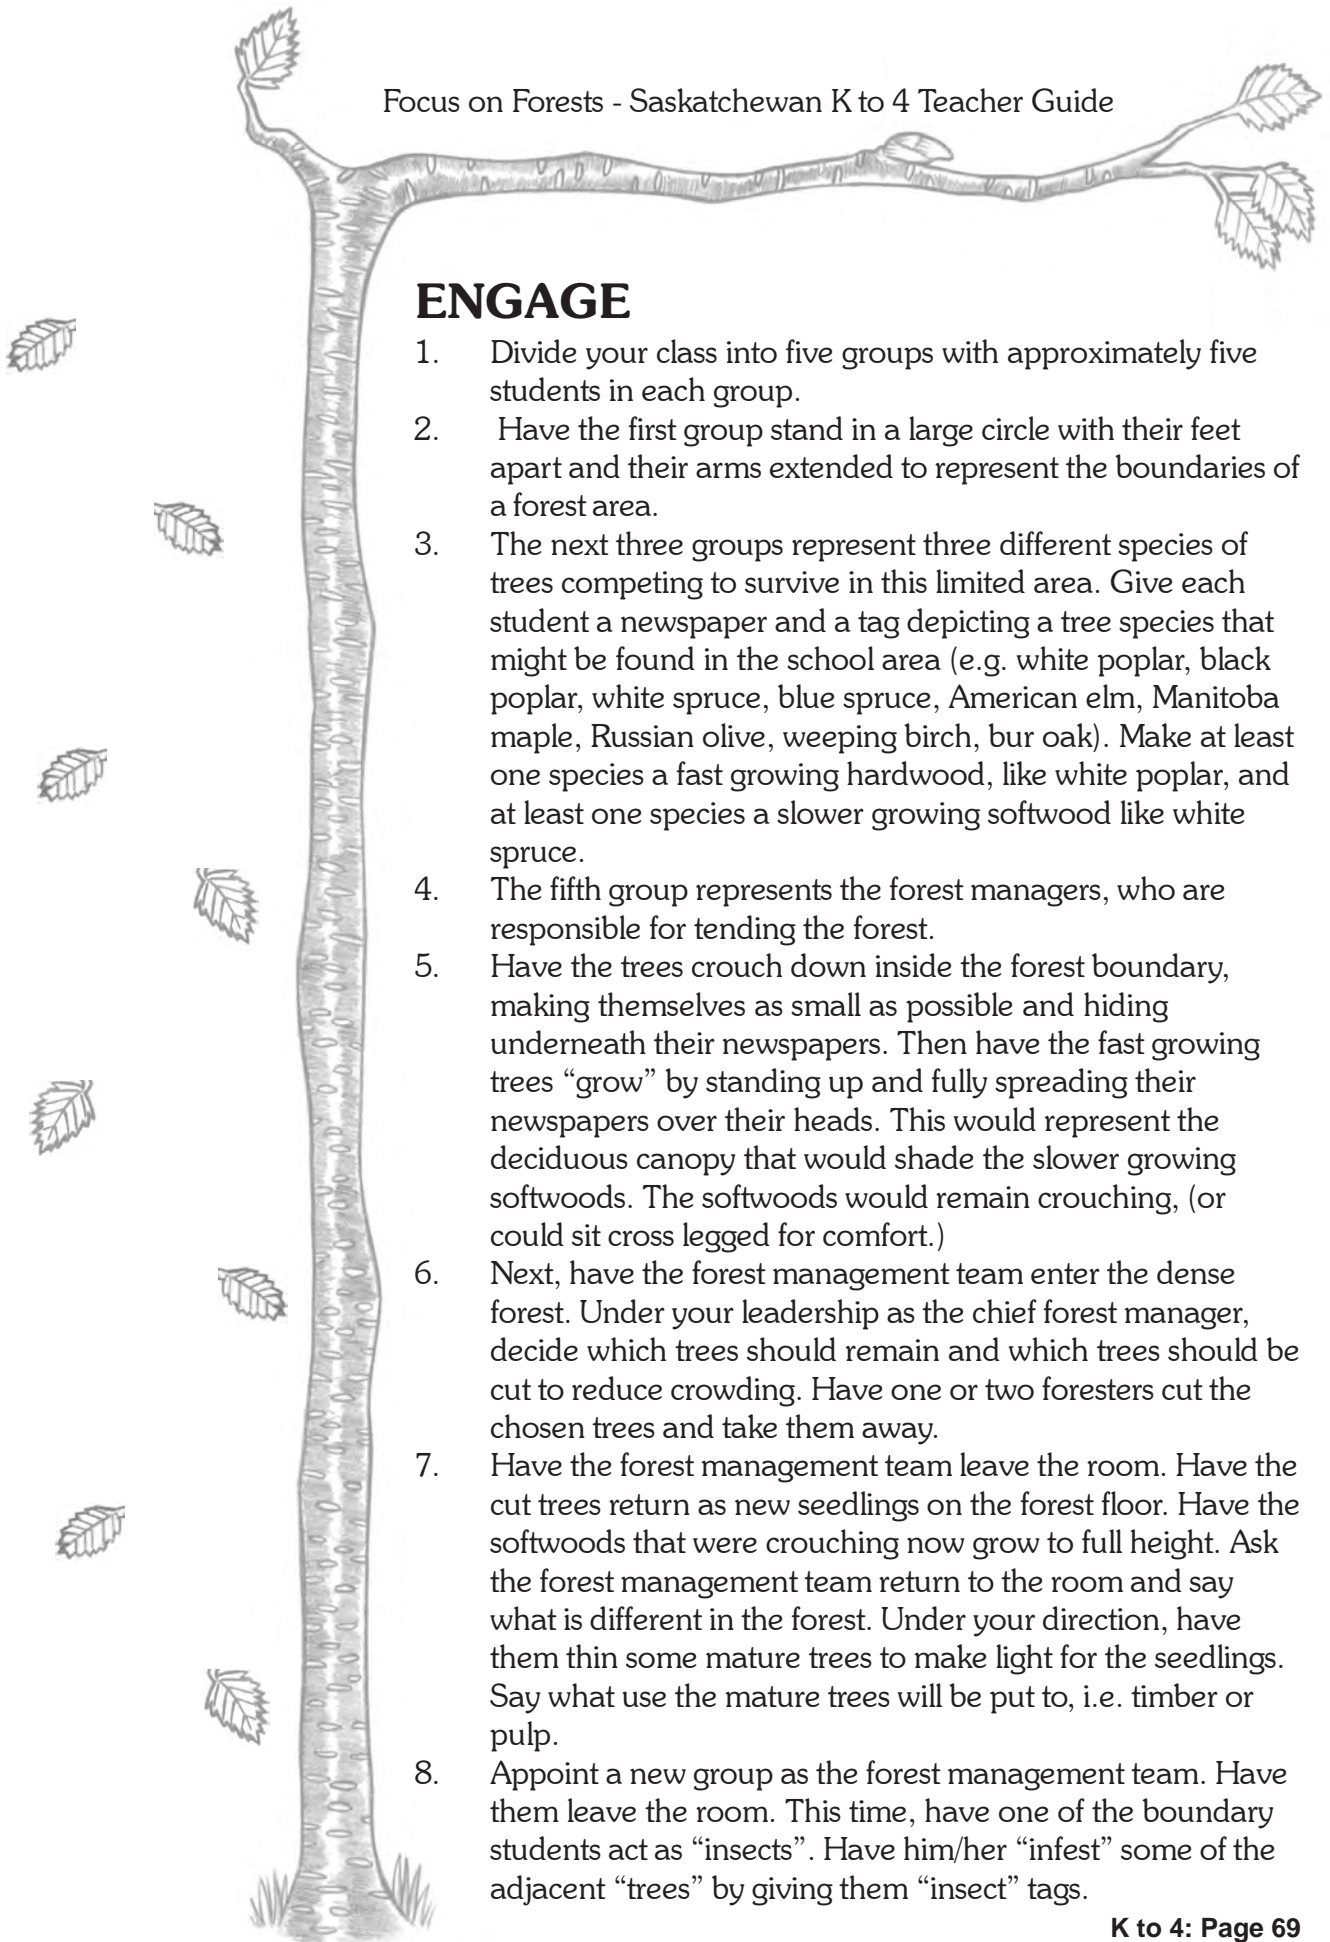 Focus on Forests - Saskatchewan K to 4 Teacher Guide
ENGAGE
1. Divide your class into five groups with approximately five
students in each group.
2. Have the first group stand in a large circle with their feet
apart and their arms extended to represent the boundaries of
a forest area.
3. The next three groups represent three different species of
trees competing to survive in this limited area. Give each
student a newspaper and a tag depicting a tree species that
might be found in the school area (e.g. white poplar, black
poplar, white spruce, blue spruce, American elm, Manitoba
maple, Russian olive, weeping birch, bur oak). Make at least
one species a fast growing hardwood, like white poplar, and
at least one species a slower growing softwood like white
spruce.
4. The fifth group represents the forest managers, who are
responsible for tending the forest.
5. Have the trees crouch down inside the forest boundary,
making themselves as small as possible and hiding
underneath their newspapers. Then have the fast growing
trees “grow” by standing up and fully spreading their
newspapers over their heads. This would represent the
deciduous canopy that would shade the slower growing
softwoods. The softwoods would remain crouching, (or
could sit cross legged for comfort.)
6. Next, have the forest management team enter the dense
forest. Under your leadership as the chief forest manager,
decide which trees should remain and which trees should be
cut to reduce crowding. Have one or two foresters cut the
chosen trees and take them away.
7. Have the forest management team leave the room. Have the
cut trees return as new seedlings on the forest floor. Have the
softwoods that were crouching now grow to full height. Ask
the forest management team return to the room and say
what is different in the forest. Under your direction, have
them thin some mature trees to make light for the seedlings.
Say what use the mature trees will be put to, i.e. timber or
pulp.
8. Appoint a new group as the forest management team. Have
them leave the room. This time, have one of the boundary
students act as “insects”. Have him/her “infest” some of the
adjacent “trees” by giving them “insect” tags.
K to 4: Page 69